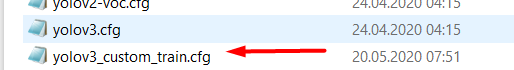 yolov2-voc.cfg 24.04.2020 04:15
yolov3.cfg 24.04.2020 04:15
yolov3_custom_train.cfg 20.05.2020 07:51